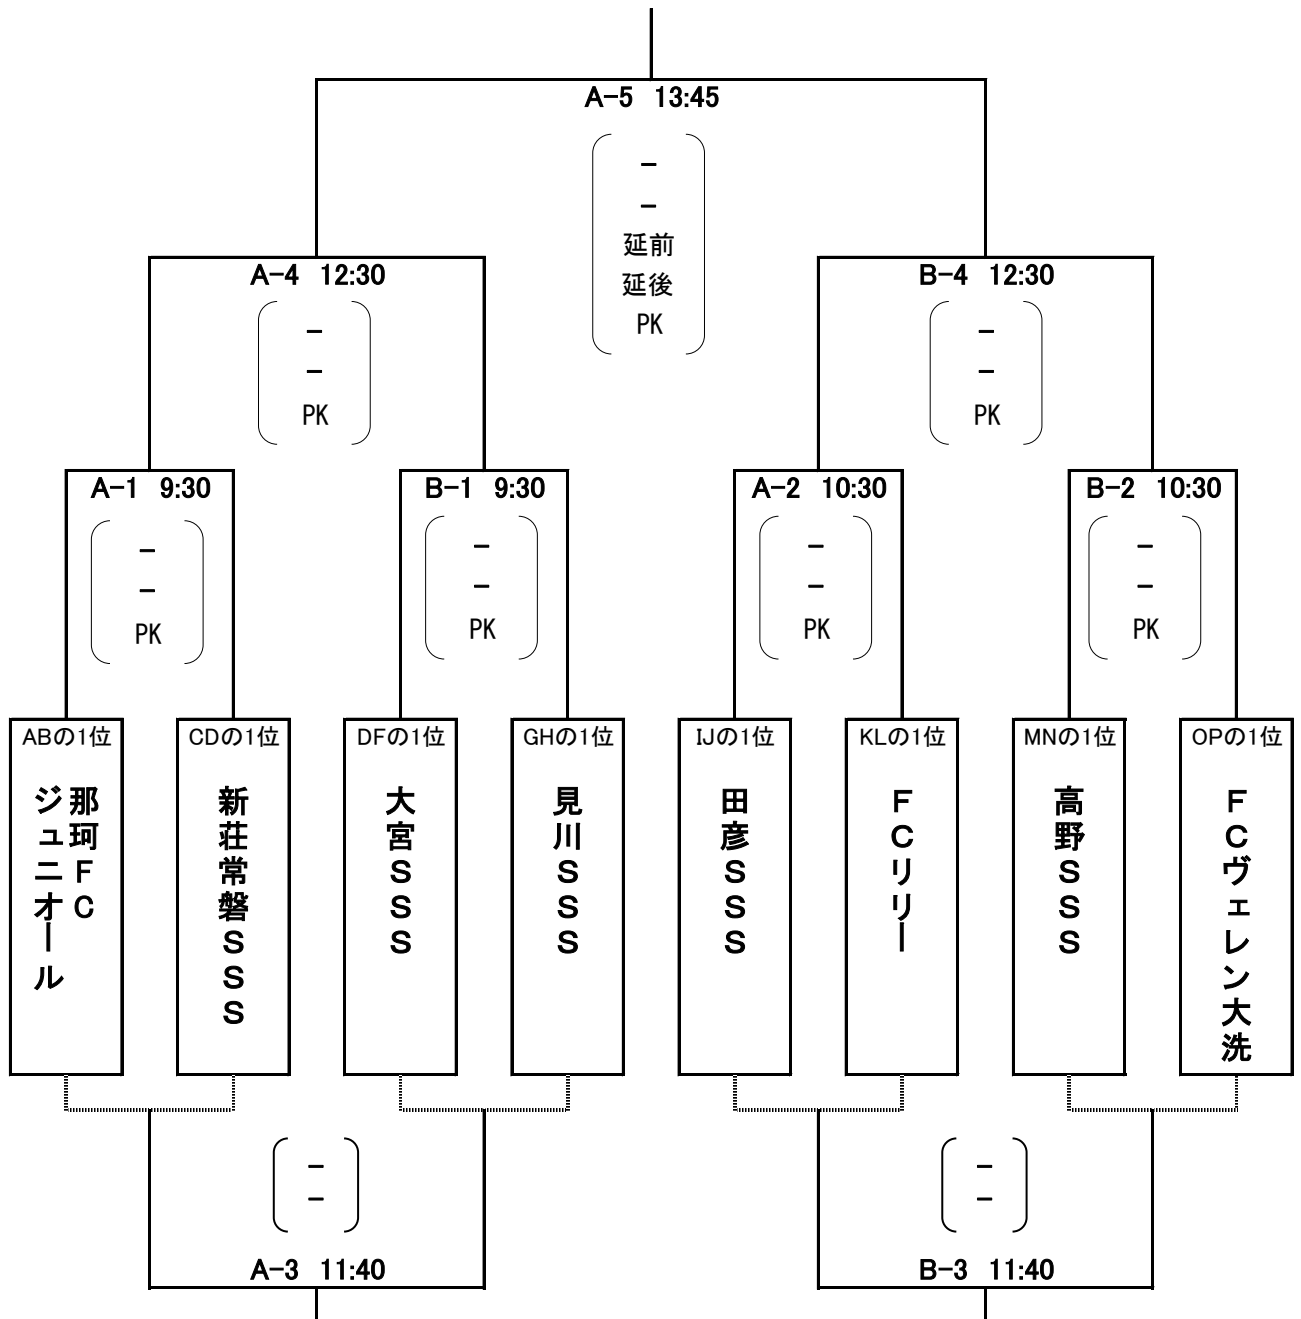 A-5 13:45
-
-
延前
延後
PK
A-4 12:30
-
-
PK
B-4 12:30
-
-
PK
A-1 9:30
-
-
PK
B-1 9:30
-
-
PK
A-2 10:30
-
-
PK
B-2 10:30
-
-
PK
ABの1位
那珂FC
ジュニオール
CDの1位
新荘常磐SSS
DFの1位
大宮SSS
GHの1位
見川SSS
IJの1位
田彦SSS
KLの1位
FCリリー
MNの1位
高野SSS
OPの1位
FCヴェレン大洗
-
-
A-3 11:40
-
-
B-3 11:40